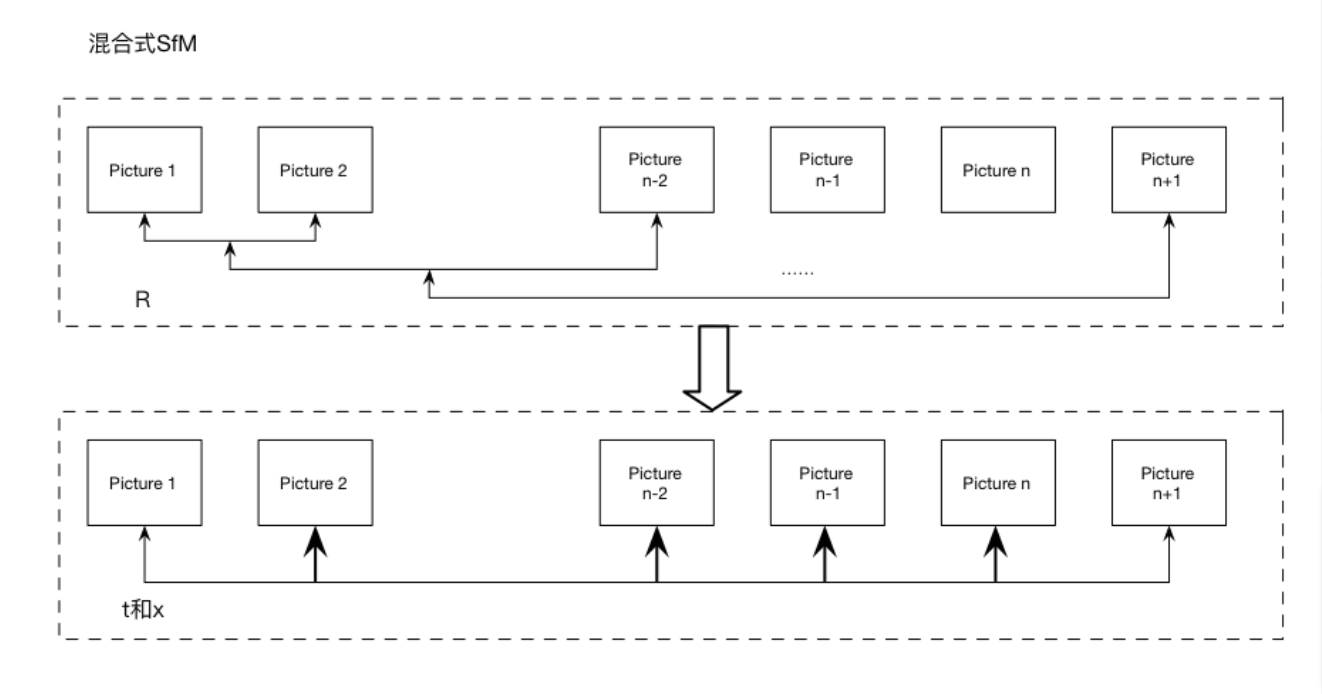 混合式SfM
Picture 1
Picture 2
Picture
n-2
Picture
n-1
Picture n
Picture
n+1
......
R
Picture 1
Picture 2
Picture
n-2
Picture
n-1
Picture n
Picture
n+1
t和x